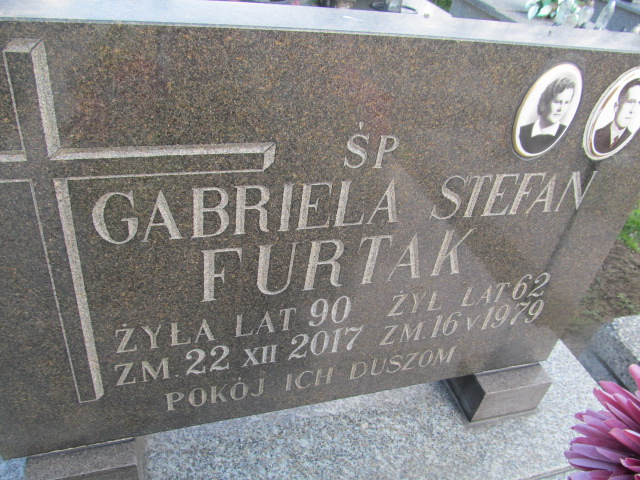 ŚP
GABRIELA STEFAN
FURTAK
ŻYŁA LAT 90 ŻYŁ LAT 62
ZM. 22 XII 2017 ZM. 16 V 1979
POKÓJ ICH DUSZOM